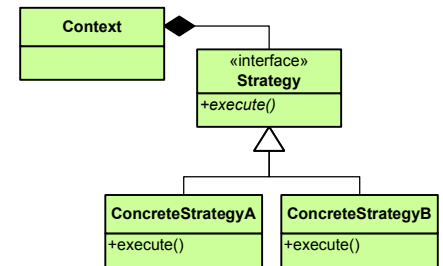 Context
«interface»
Strategy
+execute()
ConcreteStrategyA
ConcreteStrategyB
+execute()
+execute()